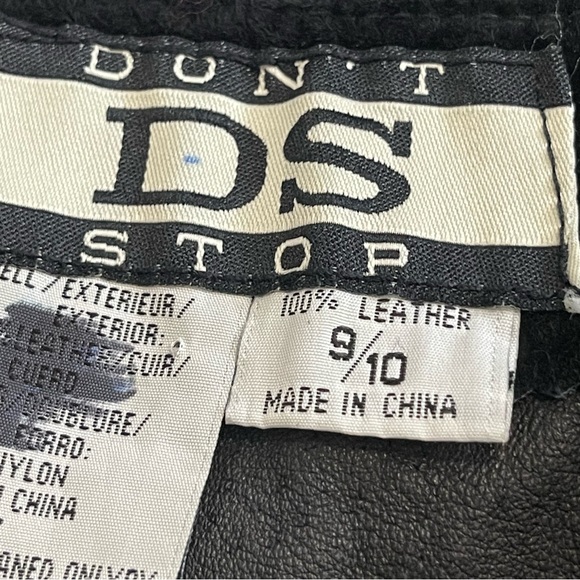 DON'T
DS
STOP
ELL/EXTERIEUR/
EXTERIOR:
LEATHER/CUIR/
CUERO
/DOUBLURE/
FORRO:
NYLON
CHINA
100% LEATHER
9/10
MADE IN CHINA